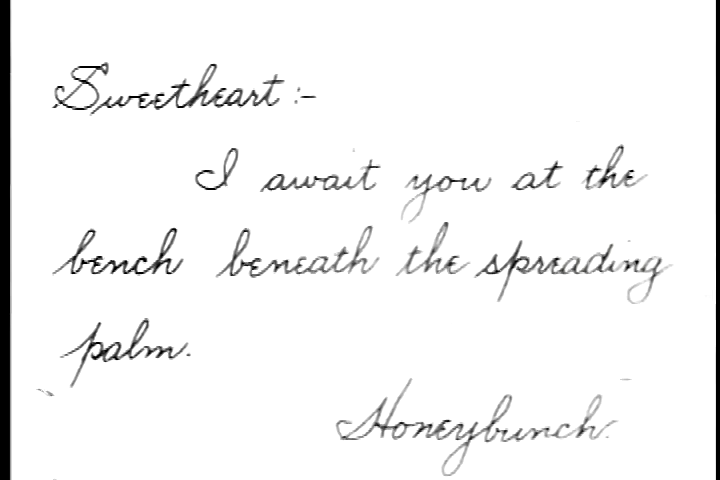 Sweetheart:-
I await you at the
bench beneath the spreading
palm.
Honeybunch.